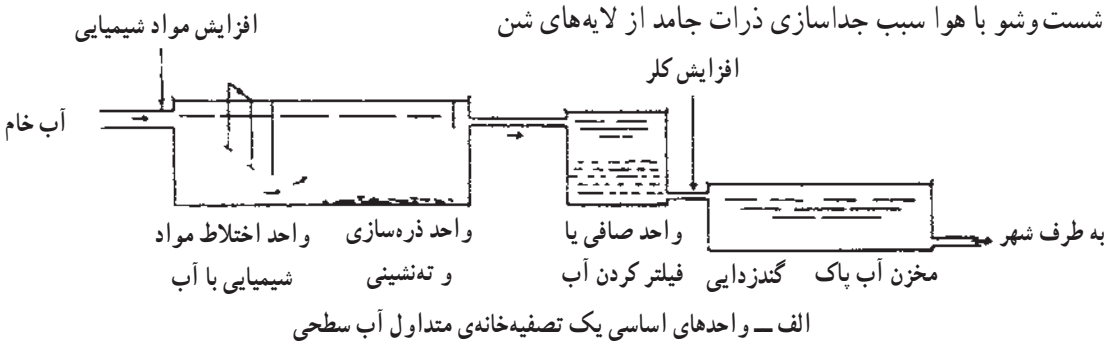 شست‌وشو با هوا سبب جداسازی ذرات جامد از لایه‌های شن
افزایش مواد شیمیایی
افزایش کلر
آب خام
به طرف شهر
واحد اختلاط مواد
شیمیایی با آب
واحد ذره‌سازی
و ته‌نشینی
واحد صافی یا
فیلتر کردن آب
گندزدایی
مخزن آب پاک
الف ــ واحدهای اساسی یک تصفیه‌خانه‌ی متداول آب سطحی